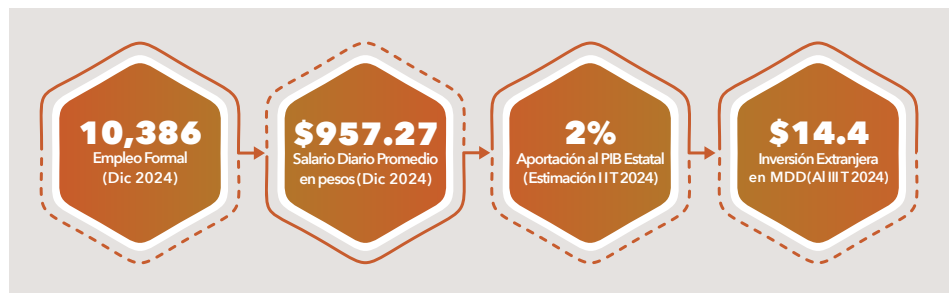 10,386
Empleo Formal
(Dic 2024)
$957.27
Salario Diario Promedio
en pesos (Dic 2024)
2%
Aportación al PIB Estatal
(Estimación II T 2024)
$14.4
Inversión Extranjera
en MDD(Al III T 2024)